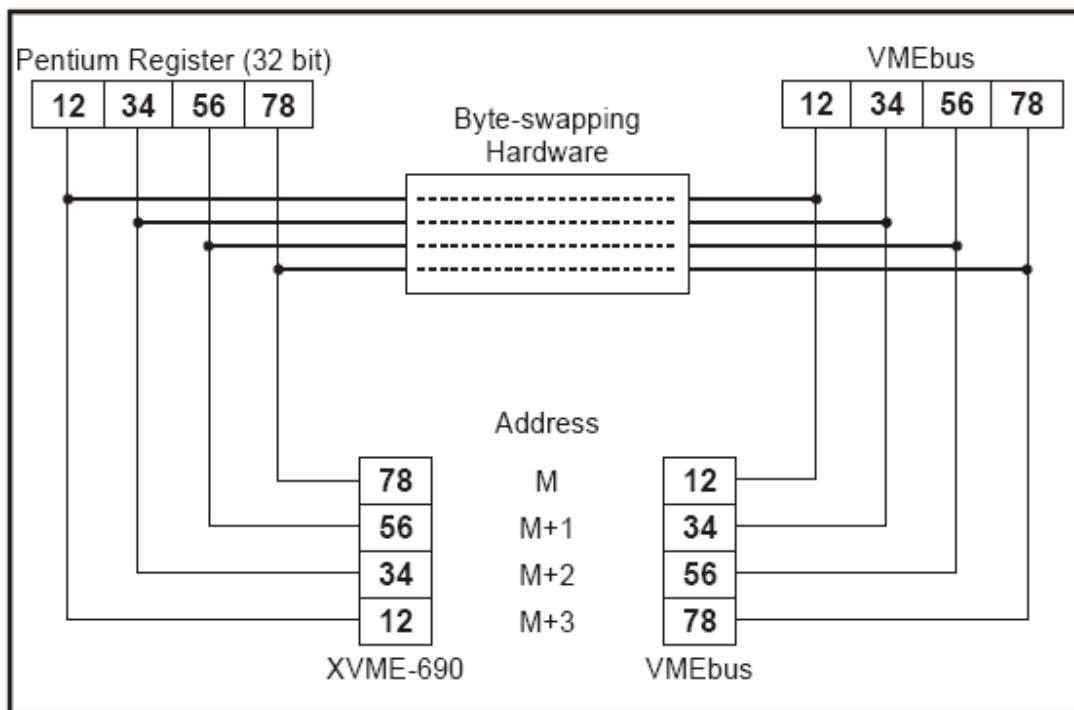 Pentium Register (32 bit)
VMEbus
12 34 56 78
12 34 56 78
Byte-swapping
Hardware
Address
78 M 12
56 M+1 34
34 M+2 56
12 M+3 78
XVME-690
VMEbus